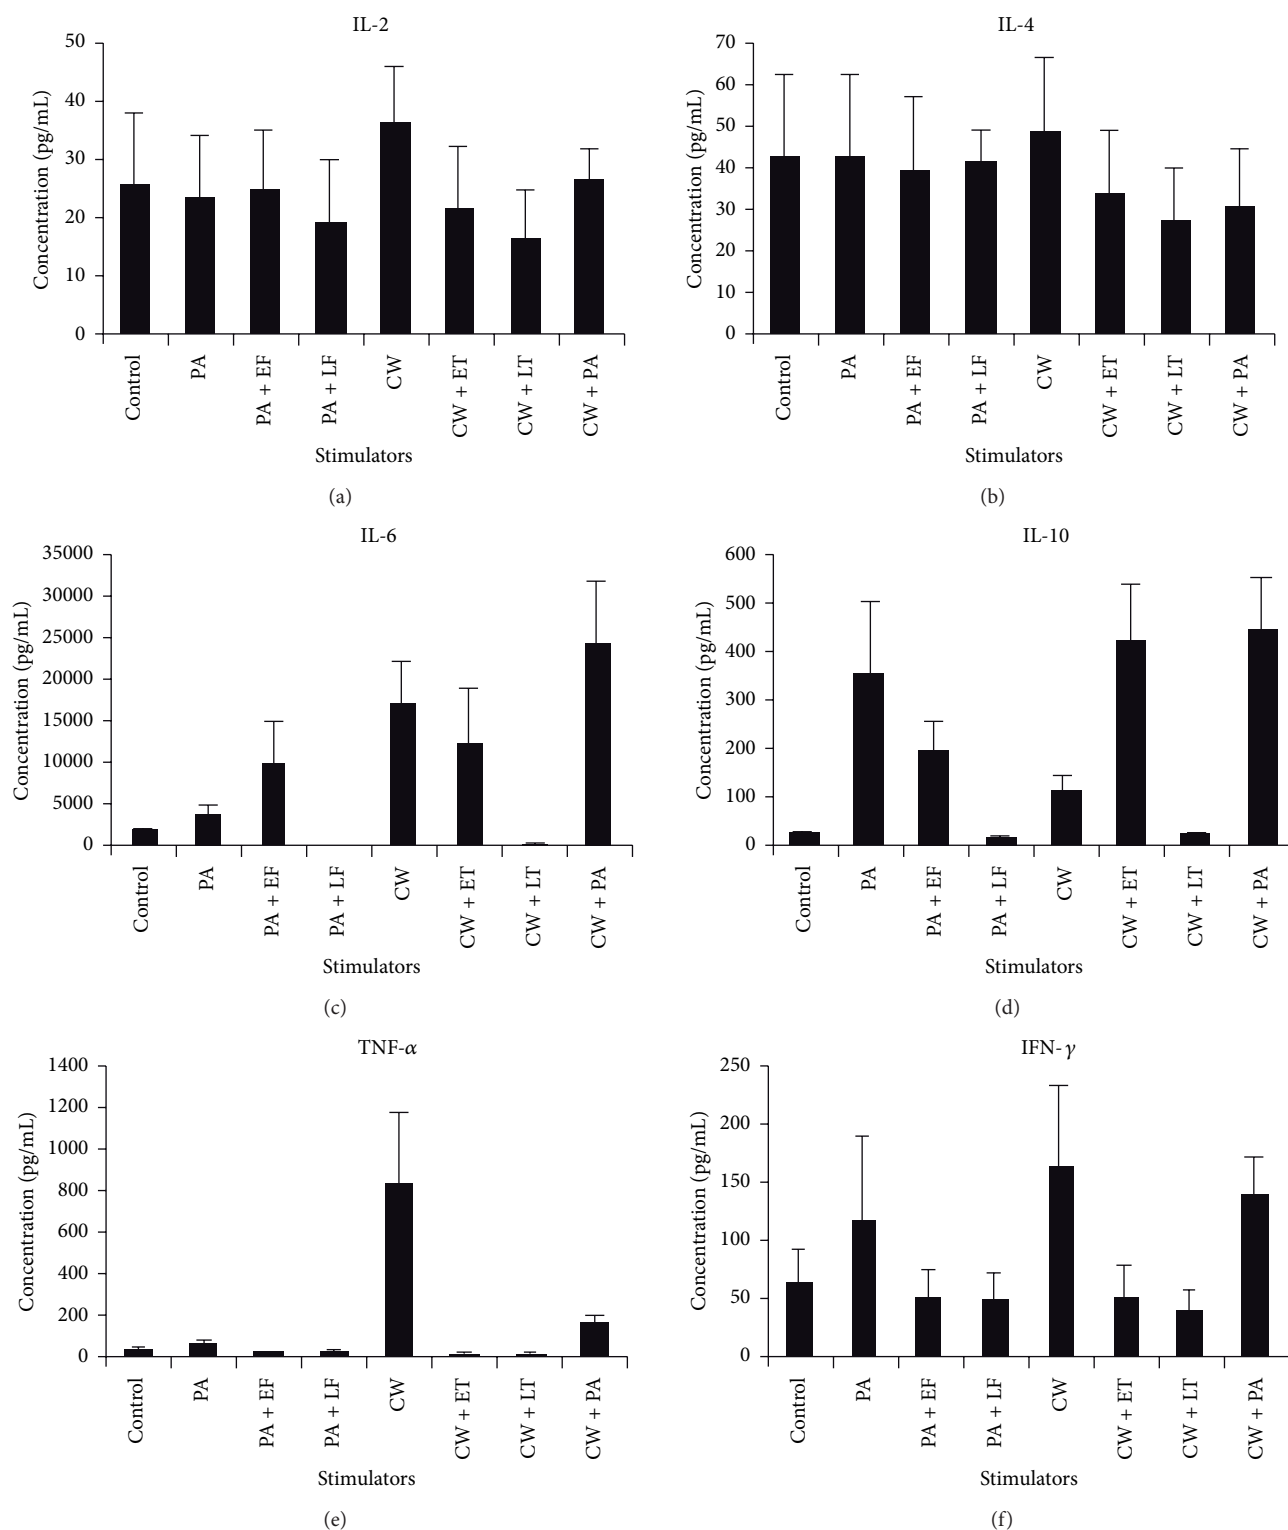 IL-2
50
40
30
20
10
0
Concentration (pg/mL)
Control
PA
PA + EF
PA + LF
CW
CW + ET
CW + LT
CW + PA
Stimulators
(a)
IL-4
70
60
50
40
30
20
10
0
Concentration (pg/mL)
Control
PA
PA + EF
PA + LF
CW
CW + ET
CW + LT
CW + PA
Stimulators
(b)
IL-6
35000
30000
25000
20000
15000
10000
5000
0
Concentration (pg/mL)
Control
PA
PA + EF
PA + LF
CW
CW + ET
CW + LT
CW + PA
Stimulators
(c)
IL-10
600
500
400
300
200
100
0
Concentration (pg/mL)
Control
PA
PA + EF
PA + LF
CW
CW + ET
CW + LT
CW + PA
Stimulators
(d)
TNF-α
1400
1200
1000
800
600
400
200
0
Concentration (pg/mL)
Control
PA
PA + EF
PA + LF
CW
CW + ET
CW + LT
CW + PA
Stimulators
(e)
IFN-γ
250
200
150
100
50
0
Concentration (pg/mL)
Control
PA
PA + EF
PA + LF
CW
CW + ET
CW + LT
CW + PA
Stimulators
(f)